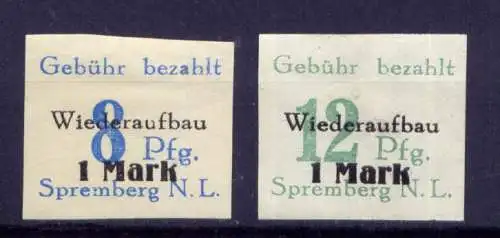 Gebühr bezahlt
Wiederaufbau
8 Pfg.
1 Mark
Spremberg N.L.
Gebühr bezahlt
Wiederaufbau
12 Pfg.
1 Mark
Spremberg N.L.